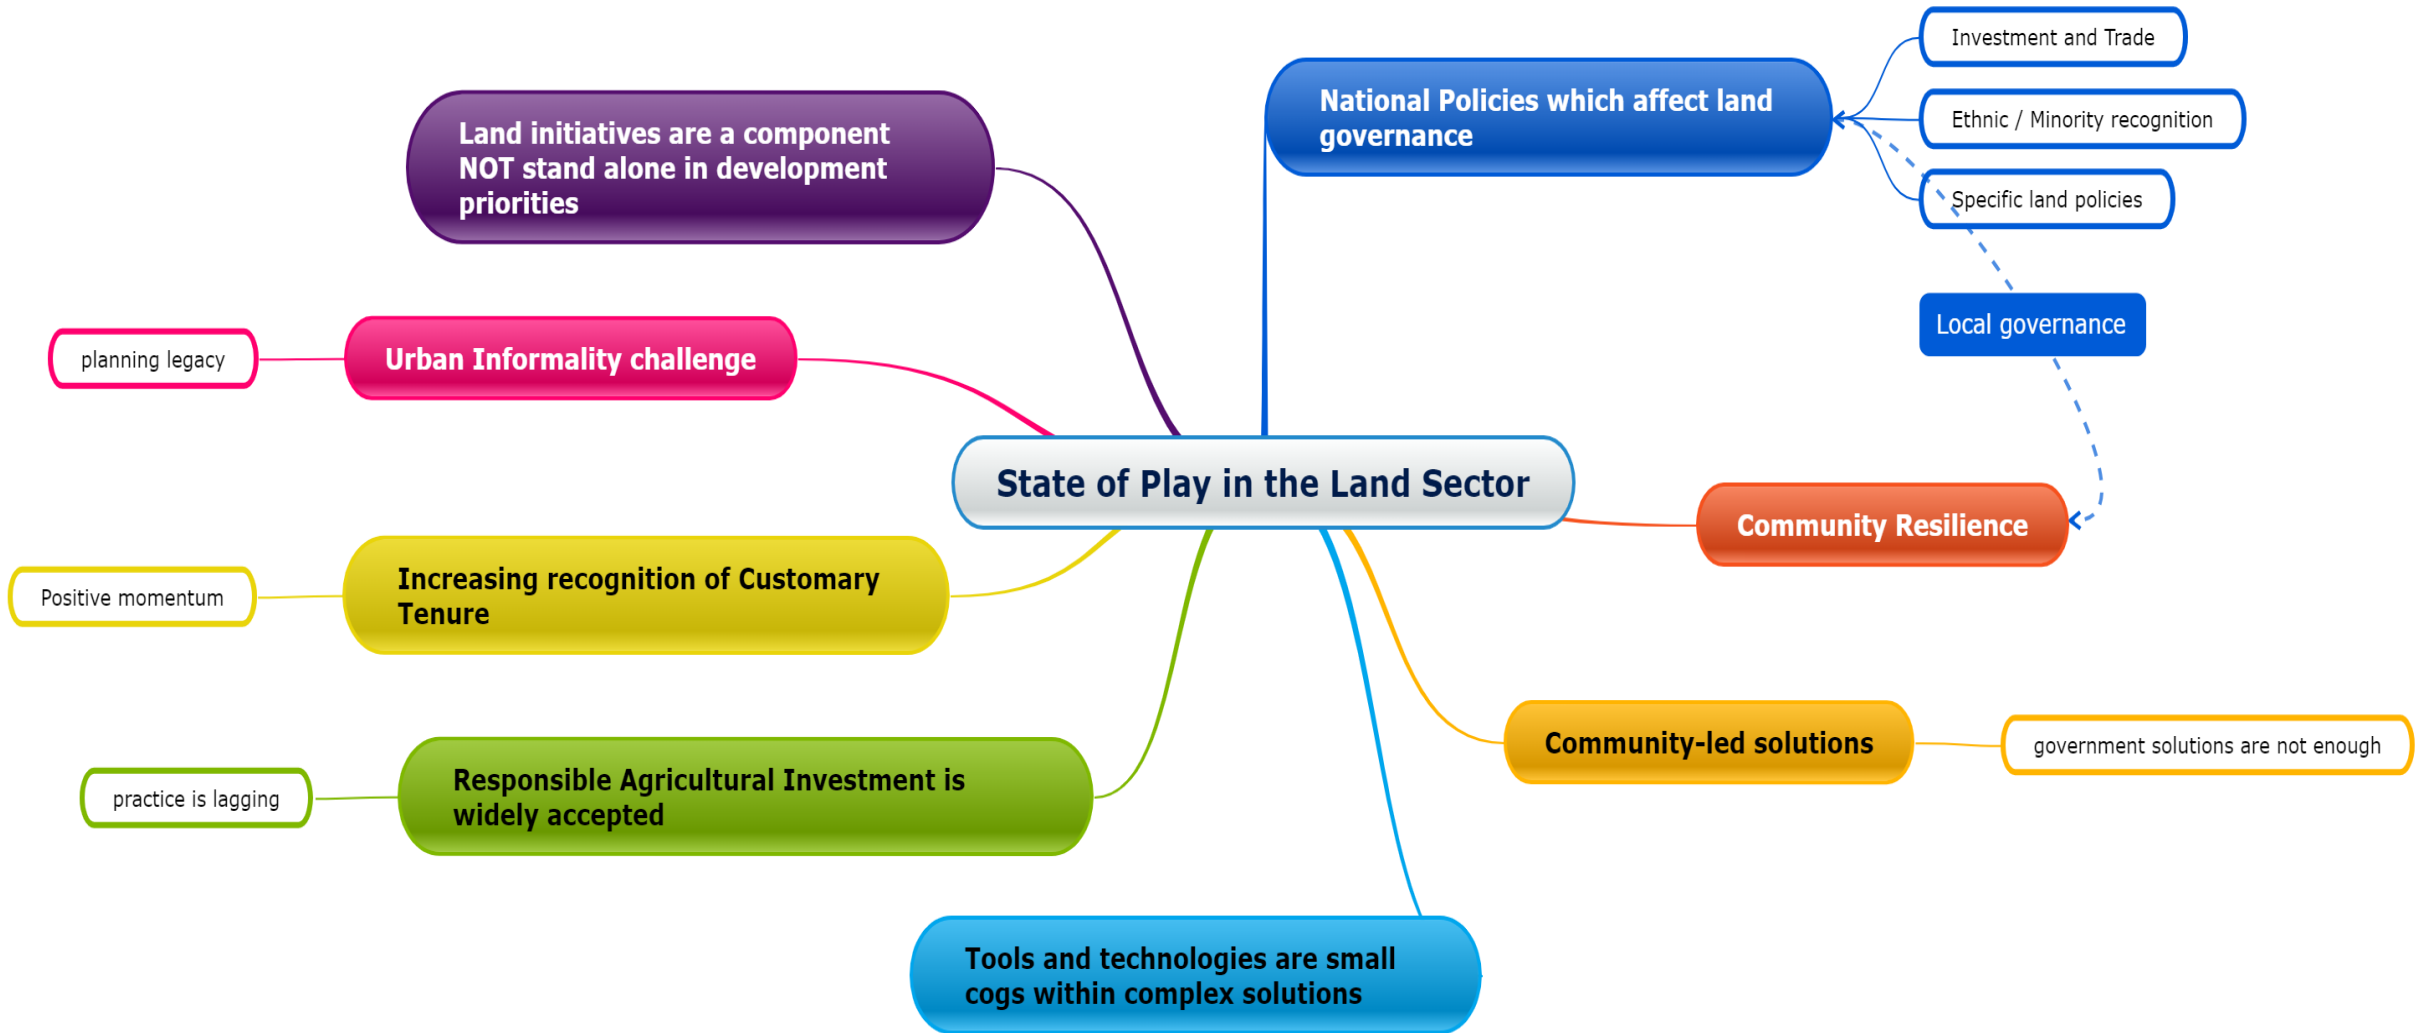 Investment and Trade
National Policies which affect land
governance
Ethnic / Minority recognition
Specific land policies
Land initiatives are a component
NOT stand alone in development
priorities
Local governance
planning legacy
Urban Informality challenge
State of Play in the Land Sector
Community Resilience
Positive momentum
Increasing recognition of Customary
Tenure
Community-led solutions
government solutions are not enough
practice is lagging
Responsible Agricultural Investment is
widely accepted
Tools and technologies are small
cogs within complex solutions